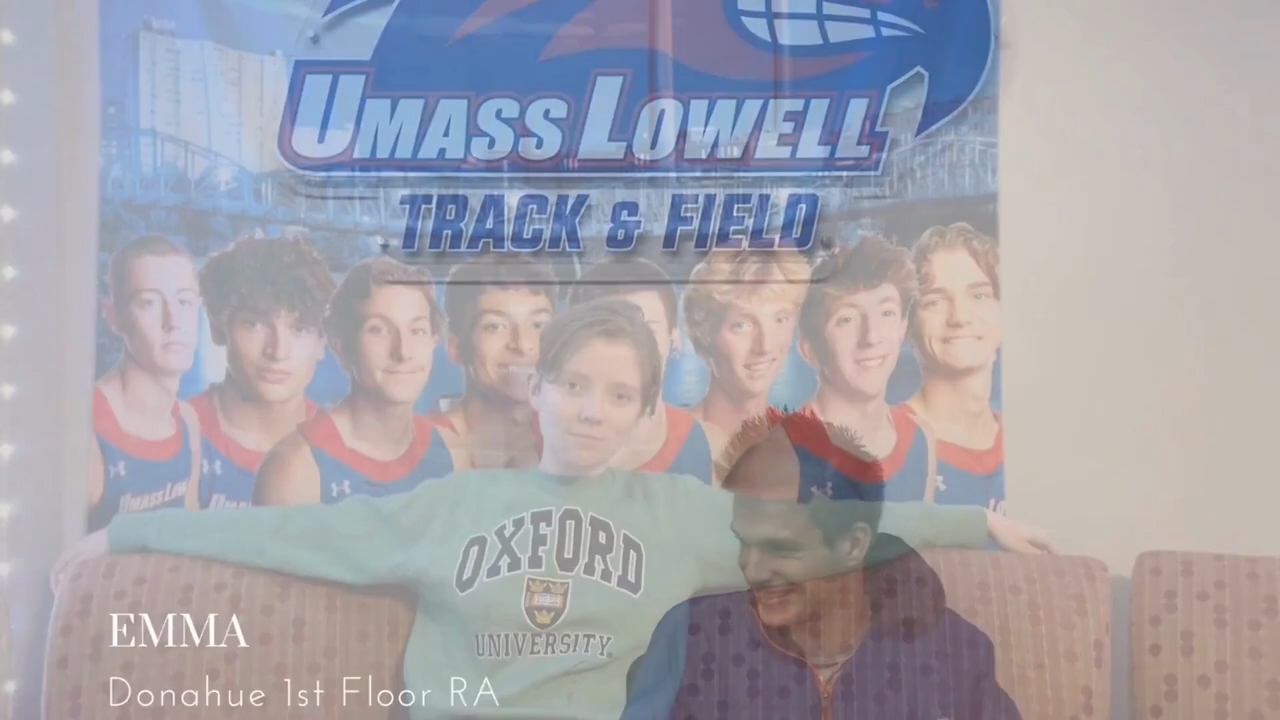 UMASS LOWELL
TRACK & FIELD
OXFORD
UNIVERSITY
EMMA
Donahue 1st Floor RA